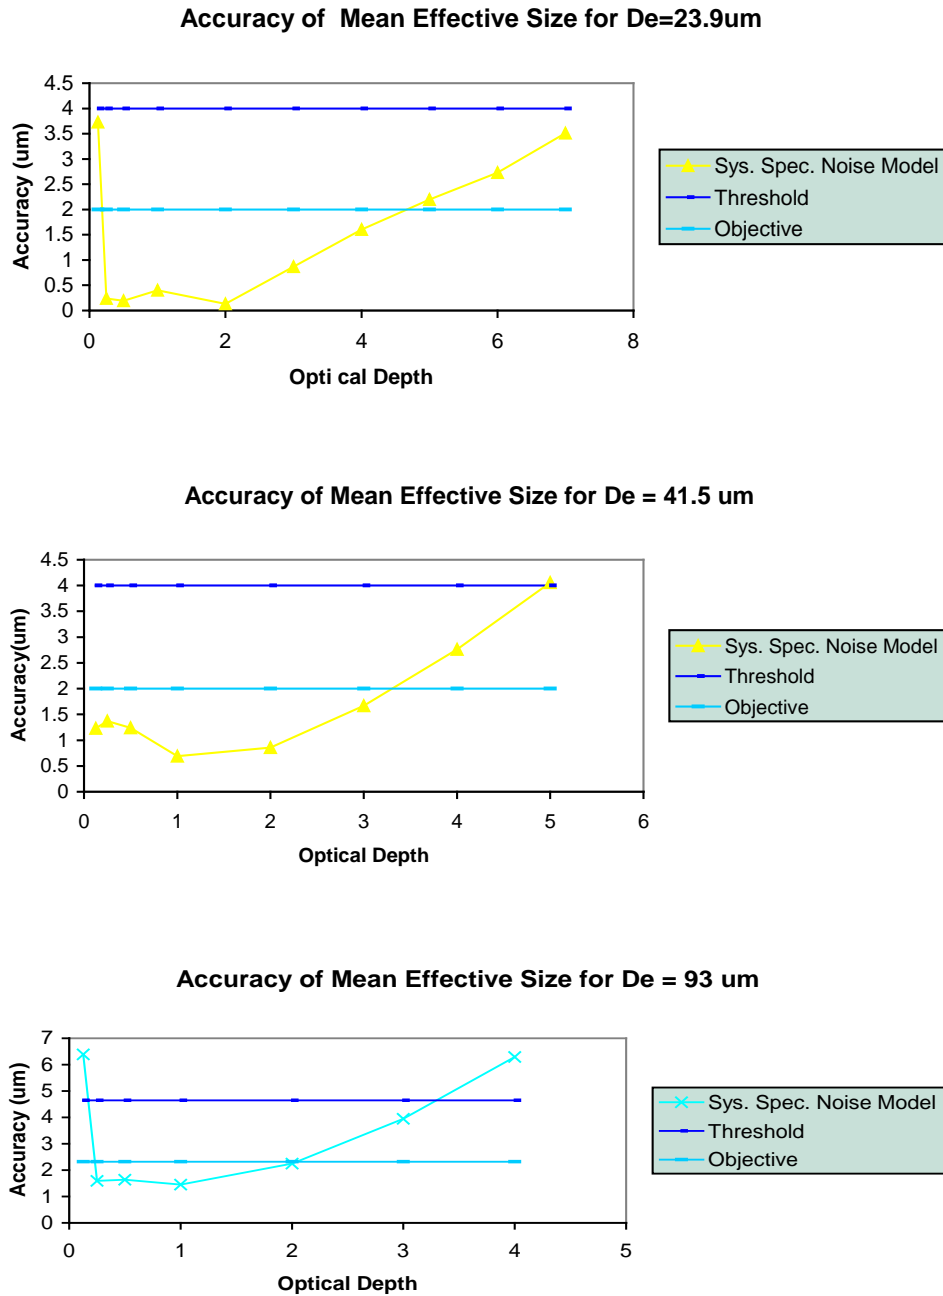 Accuracy of  Mean Effective Size for De=23.9um
4.5
4
3.5
3
2.5
2
1.5
1
0.5
0
Accuracy (um)
0 2 4 6 8
Opti cal Depth
Sys. Spec. Noise Model
Threshold
Objective
Accuracy of Mean Effective Size for De = 41.5 um
4.5
4
3.5
3
2.5
2
1.5
1
0.5
0
Accuracy(um)
0 1 2 3 4 5 6
Optical Depth
Sys. Spec. Noise Model
Threshold
Objective
Accuracy of Mean Effective Size for De = 93 um
7
6
5
4
3
2
1
0
Accuracy (um)
0 1 2 3 4 5
Optical Depth
Sys. Spec. Noise Model
Threshold
Objective